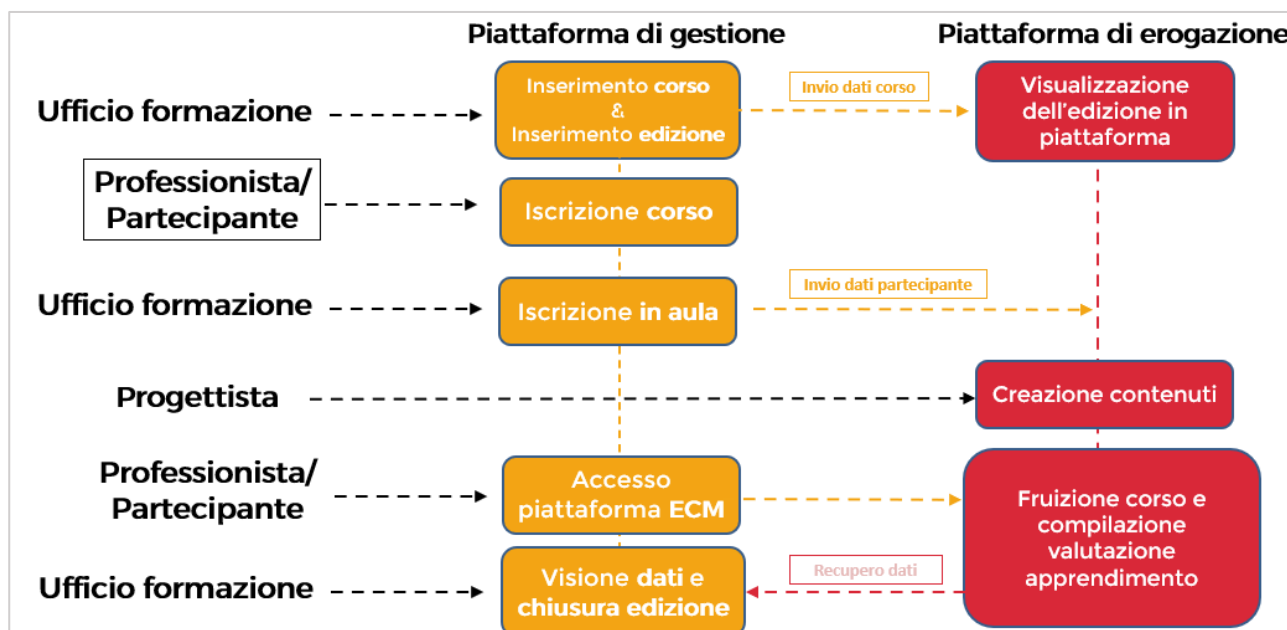 Piattaforma di gestione
Piattaforma di erogazione
Ufficio formazione
Inserimento corso
&
Inserimento edizione
Invio dati corso
Visualizzazione
dell'edizione in
piattaforma
Professionista/
Partecipante
Iscrizione corso
Ufficio formazione
Iscrizione in aula
Invio dati partecipante
Progettista
Creazione contenuti
Professionista/
Partecipante
Accesso
piattaforma ECM
Fruizione corso e
compilazione
valutazione
apprendimento
Ufficio formazione
Visione dati e
chiusura edizione
Recupero dati